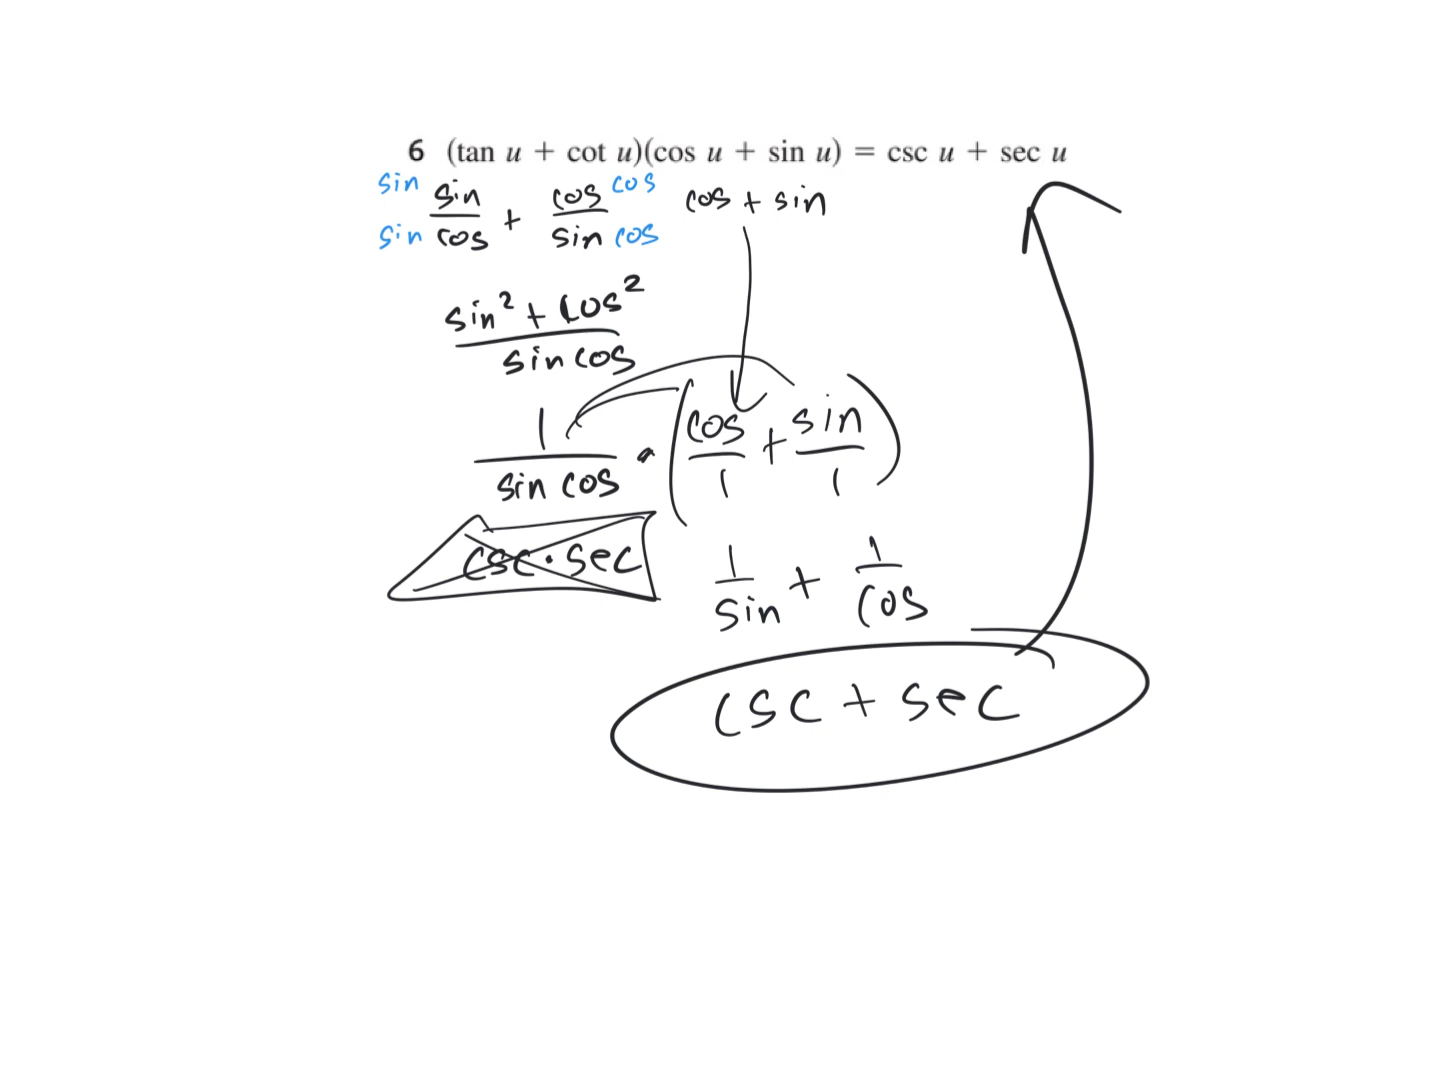 6 (tan u + cot u)(cos u + sin u) = csc u + sec u
sin sin + cos cos cos + sin
sin cos sin cos
sin² + cos²
sin cos
1 • (cos + sin)
sin cos 1 1
csc · sec
1 + 1
sin cos
csc + sec